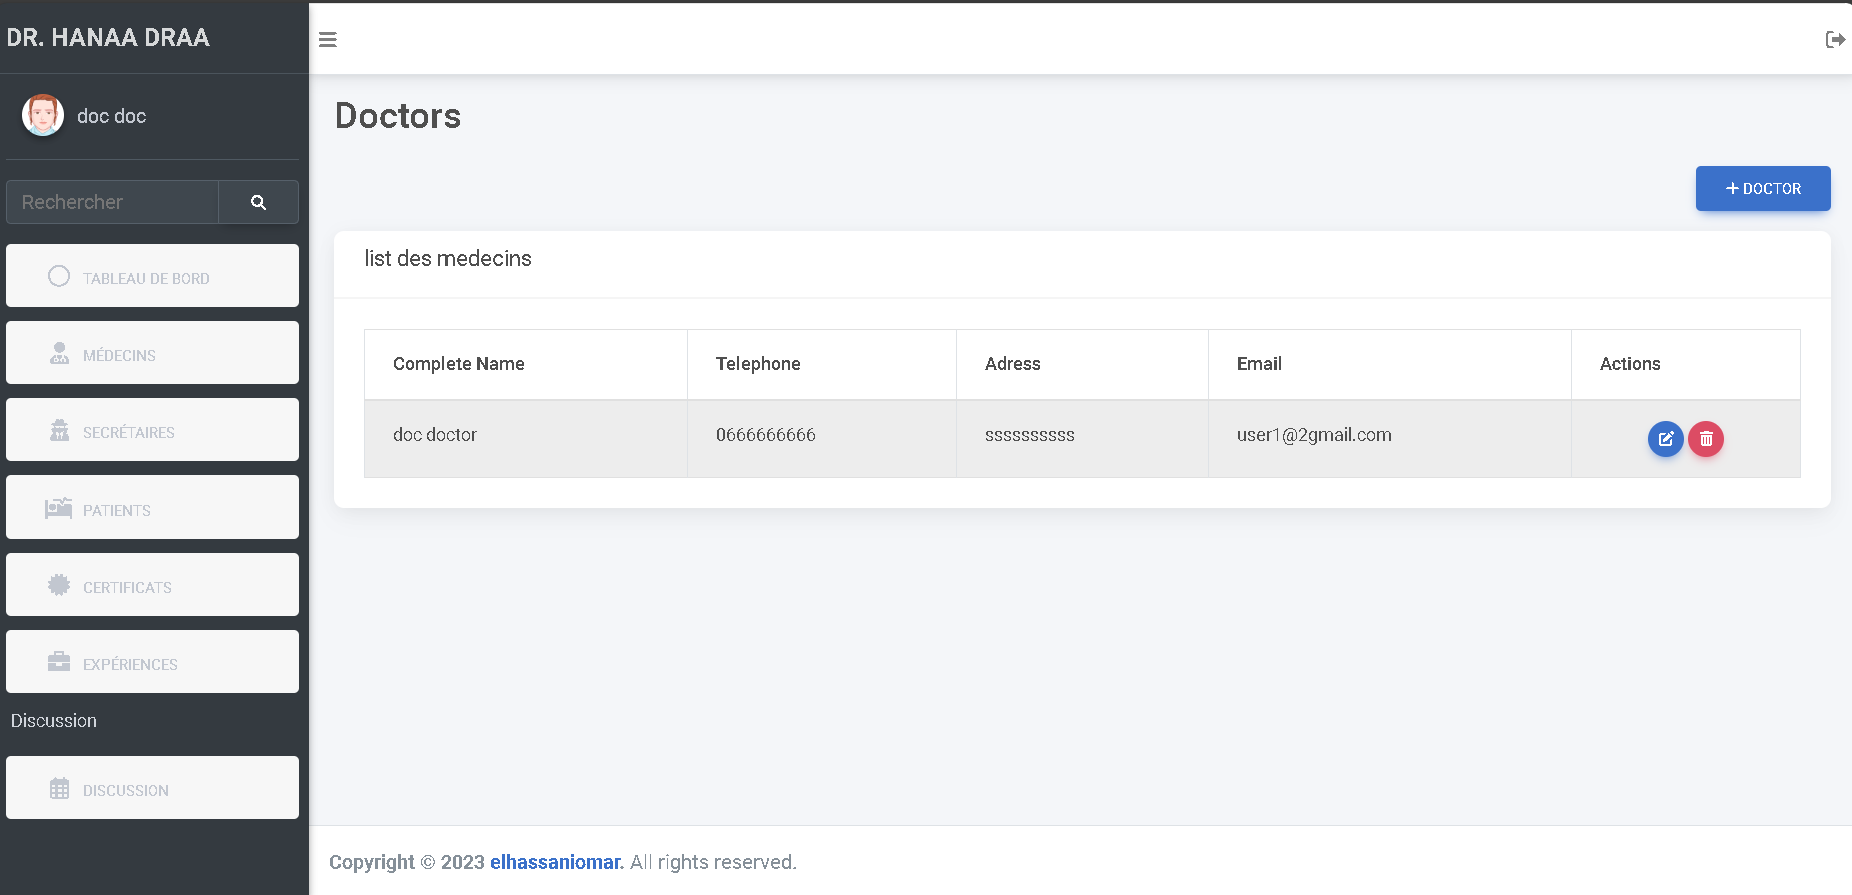 DR. HANAA DRAA
doc doc
Rechercher
TABLEAU DE BORD
MÉDECINS
SECRÉTAIRES
PATIENTS
CERTIFICATS
EXPÉRIENCES
Discussion
DISCUSSION
Doctors
+ DOCTOR
list des medecins
Complete Name Telephone Adress Email Actions
doc doctor 0666666666 ssssssssss user1@2gmail.com
Copyright © 2023 elhassaniomar. All rights reserved.